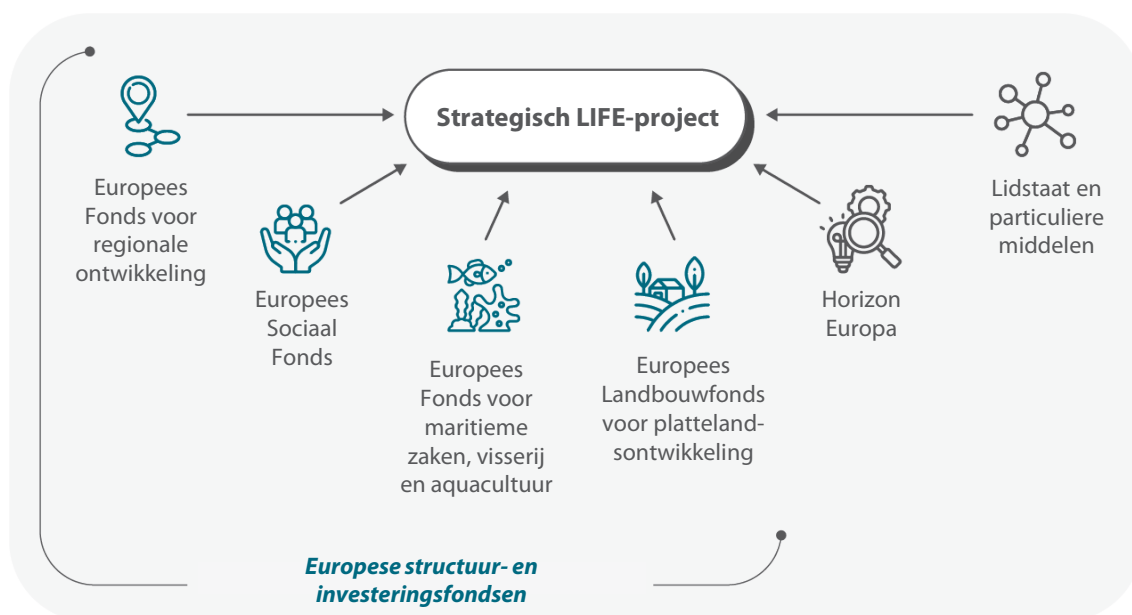 Strategisch LIFE-project
Europees
Fonds voor
regionale
ontwikkeling
Europees
Sociaal
Fonds
Europees
Fonds voor
maritieme
zaken, visserij
en aquacultuur
Europees
Landbouwfonds
voor platteland-
sontwikkeling
Horizon
Europa
Lidstaat en
particuliere
middelen
Europese structuur- en
investeringsfondsen